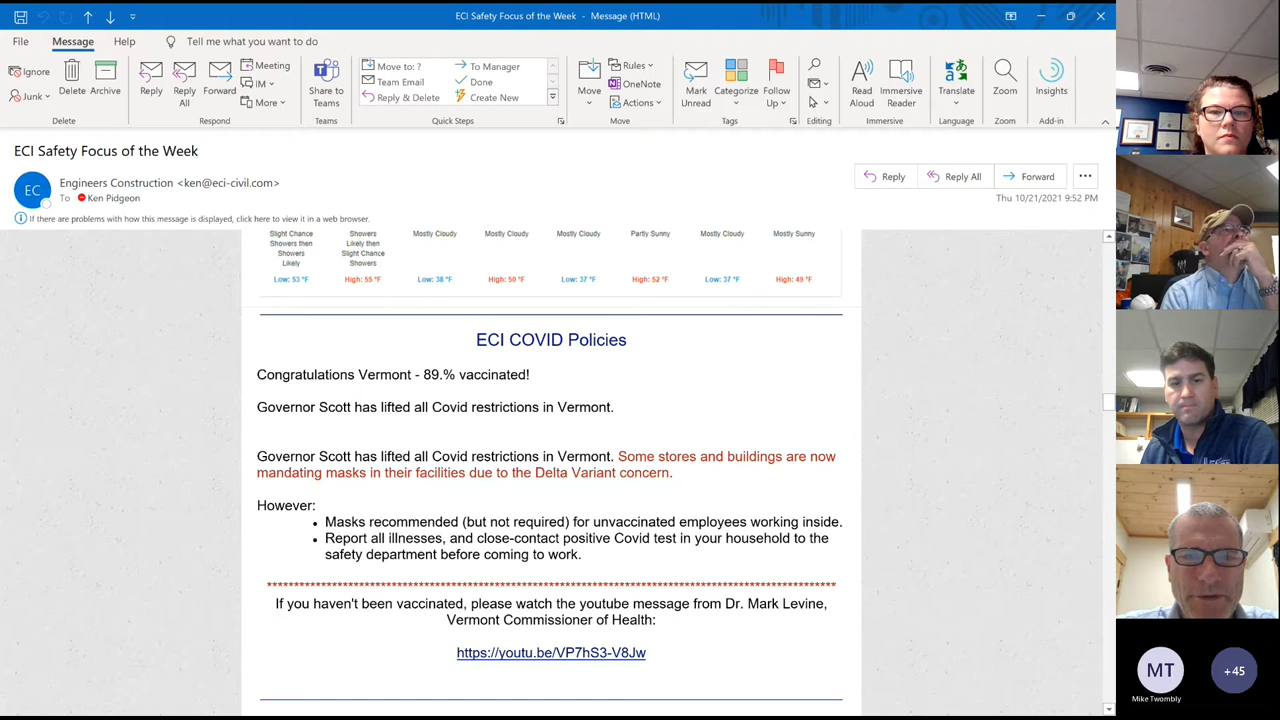 ECI Safety Focus of the Week - Message (HTML)
File Message Help Tell me what you want to do
Ignore
Junk
Delete
Archive
Reply
Reply All
Forward
Meeting
IM
More
Share to Teams
Move to: ?
Team Email
Reply & Delete
To Manager
Done
Create New
Move
Rules
OneNote
Actions
Mark Unread
Categorize
Follow Up
Read Aloud
Immersive Reader
Translate
Zoom
Insights
Delete Respond Teams Quick Steps Move Tags Editing Immersive Language Zoom Add-in
ECI Safety Focus of the Week
EC
Engineers Construction <ken@eci-civil.com>
To Ken Pidgeon
Reply Reply All Forward
Thu 10/21/2021 9:52 PM
If there are problems with how this message is displayed, click here to view it in a web browser.
Slight Chance
Showers then
Showers
Likely
Showers
Likely then
Slight Chance
Showers
Mostly Cloudy Mostly Cloudy Mostly Cloudy Partly Sunny Mostly Cloudy Mostly Sunny
Low: 53 °F High: 55 °F Low: 38 °F High: 50 °F Low: 37 °F High: 52 °F Low: 37 °F High: 49 °F
ECI COVID Policies
Congratulations Vermont - 89.% vaccinated!
Governor Scott has lifted all Covid restrictions in Vermont.
Governor Scott has lifted all Covid restrictions in Vermont. Some stores and buildings are now
mandating masks in their facilities due to the Delta Variant concern.
However:
• Masks recommended (but not required) for unvaccinated employees working inside.
• Report all illnesses, and close-contact positive Covid test in your household to the
safety department before coming to work.
*********************************************************************************************
If you haven't been vaccinated, please watch the youtube message from Dr. Mark Levine,
Vermont Commissioner of Health:
https://youtu.be/VP7hS3-V8Jw
MT
Mike Twombly
+45